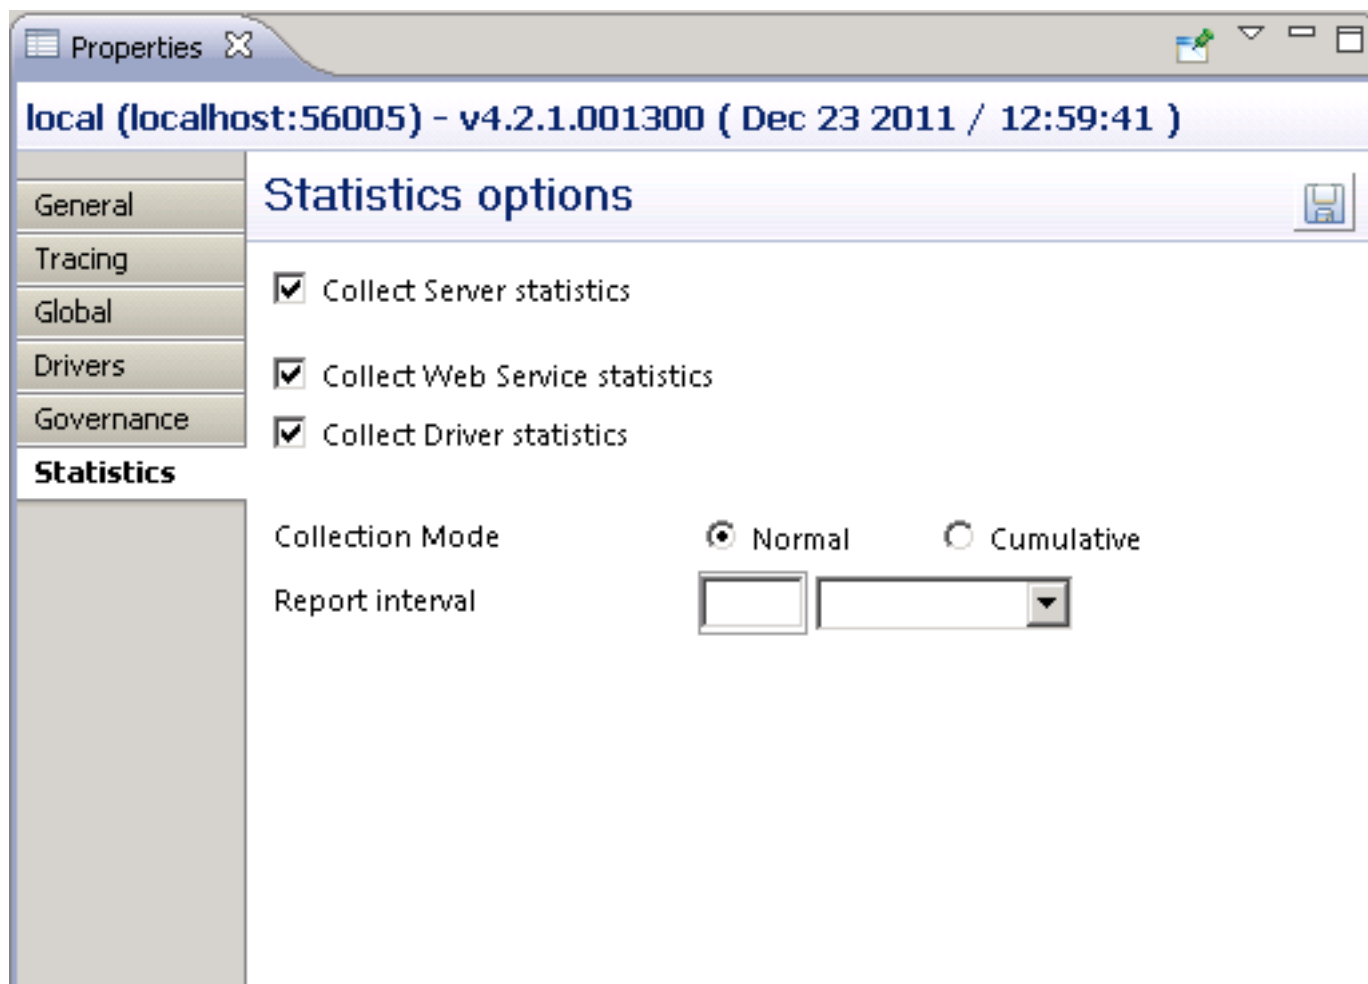 Properties
local (localhost:56005) - v4.2.1.001300 ( Dec 23 2011 / 12:59:41 )
General
Tracing
Global
Drivers
Governance
Statistics
Statistics options
Collect Server statistics
Collect Web Service statistics
Collect Driver statistics
Collection Mode Normal Cumulative
Report interval